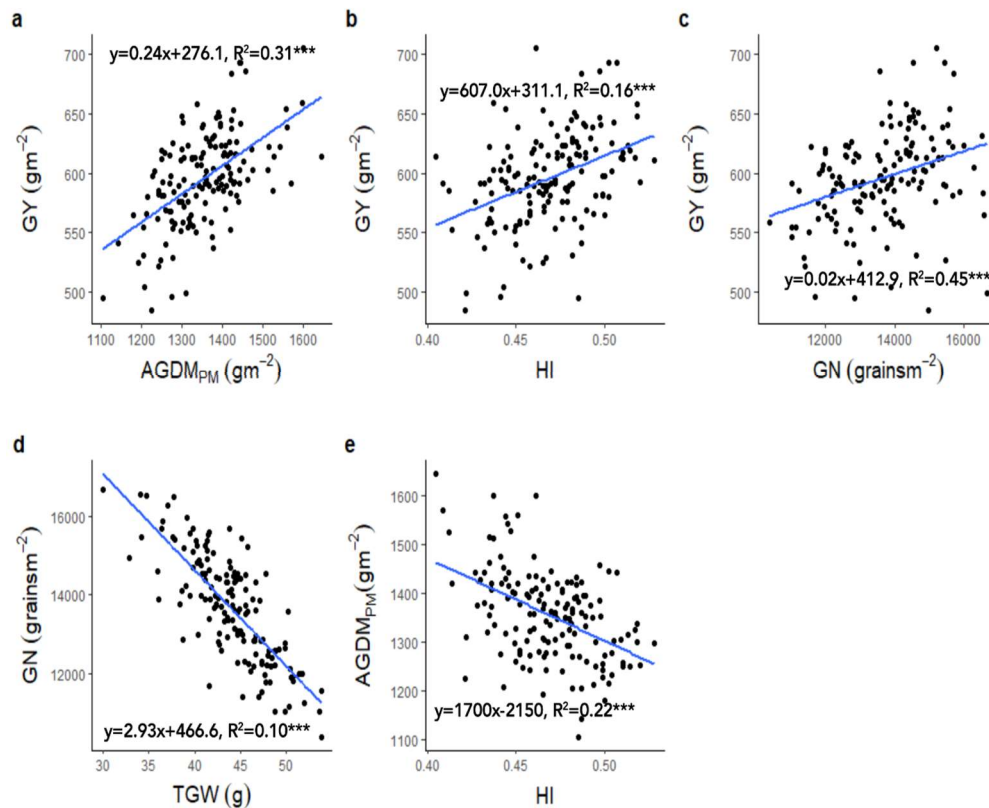 a
y=0.24x+276.1, R²=0.31***
700
650
600
550
500
GY (gm⁻²)
1100 1200 1300 1400 1500 1600
AGDM_PM (gm⁻²)
b
y=607.0x+311.1, R²=0.16***
700
650
600
550
500
GY (gm⁻²)
0.40 0.45 0.50
HI
c
700
650
600
550
500
GY (gm⁻²)
y=0.02x+412.9, R²=0.45***
12000 14000 16000
GN (grainsm⁻²)
d
16000
14000
12000
GN (grainsm⁻²)
y=2.93x+466.6, R²=0.10***
30 35 40 45 50
TGW (g)
e
1600
1500
1400
1300
1200
1100
AGDM_PM(gm⁻²)
y=1700x-2150, R²=0.22***
0.40 0.45 0.50
HI